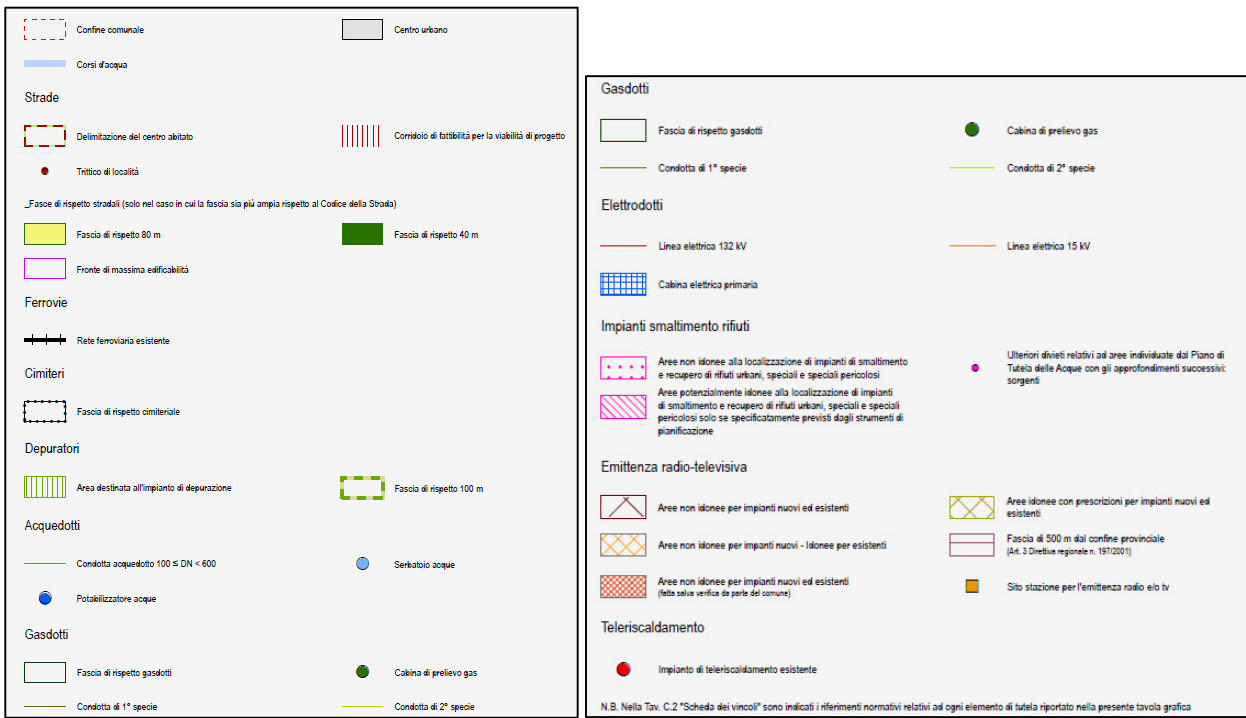 Confine comunale
Centro urbano
Corsi d'acqua
Strade
Delimitazione del centro abitato
Corridoio di fattibilità per la viabilità di progetto
Trittico di località
_Fasce di rispetto stradali (solo nel caso in cui la fascia sia più ampia rispetto al Codice della Strada)
Fascia di rispetto 80 m
Fascia di rispetto 40 m
Fronte di massima edificabilità
Ferrovie
Rete ferroviaria esistente
Cimiteri
Fascia di rispetto cimiteriale
Depuratori
Area destinata all'impianto di depurazione
Fascia di rispetto 100 m
Acquedotti
Condotta acquedotto 100 ≤ DN < 600
Serbatoio acque
Potabilizzatore acque
Gasdotti
Fascia di rispetto gasdotti
Cabina di prelievo gas
Condotta di 1° specie
Condotta di 2° specie
Gasdotti
Fascia di rispetto gasdotti
Cabina di prelievo gas
Condotta di 1° specie
Condotta di 2° specie
Elettrodotti
Linea elettrica 132 kV
Linea elettrica 15 kV
Cabina elettrica primaria
Impianti smaltimento rifiuti
Aree non idonee alla localizzazione di impianti di smaltimento
e recupero di rifiuti urbani, speciali e speciali pericolosi
Ulteriori divieti relativi ad aree individuate dal Piano di
Tutela delle Acque con gli approfondimenti successivi:
sorgenti
Aree potenzialmente idonee alla localizzazione di impianti
di smaltimento e recupero di rifiuti urbani, speciali e speciali
pericolosi solo se specificatamente previsti dagli strumenti di
pianificazione
Emittenza radio-televisiva
Aree non idonee per impianti nuovi ed esistenti
Aree idonee con prescrizioni per impianti nuovi ed
esistenti
Aree non idonee per impanti nuovi - Idonee per esistenti
Fascia di 500 m dal confine provinciale
(Art. 3 Direttiva regionale n. 197/2001)
Aree non idonee per impianti nuovi ed esistenti
(fatta salva verifica da parte del comune)
Sito stazione per l'emittenza radio e/o tv
Teleriscaldamento
Impianto di teleriscaldamento esistente
N.B. Nella Tav. C.2 "Scheda dei vincoli" sono indicati i riferimenti normativi relativi ad ogni elemento di tutela riportato nella presente tavola grafica